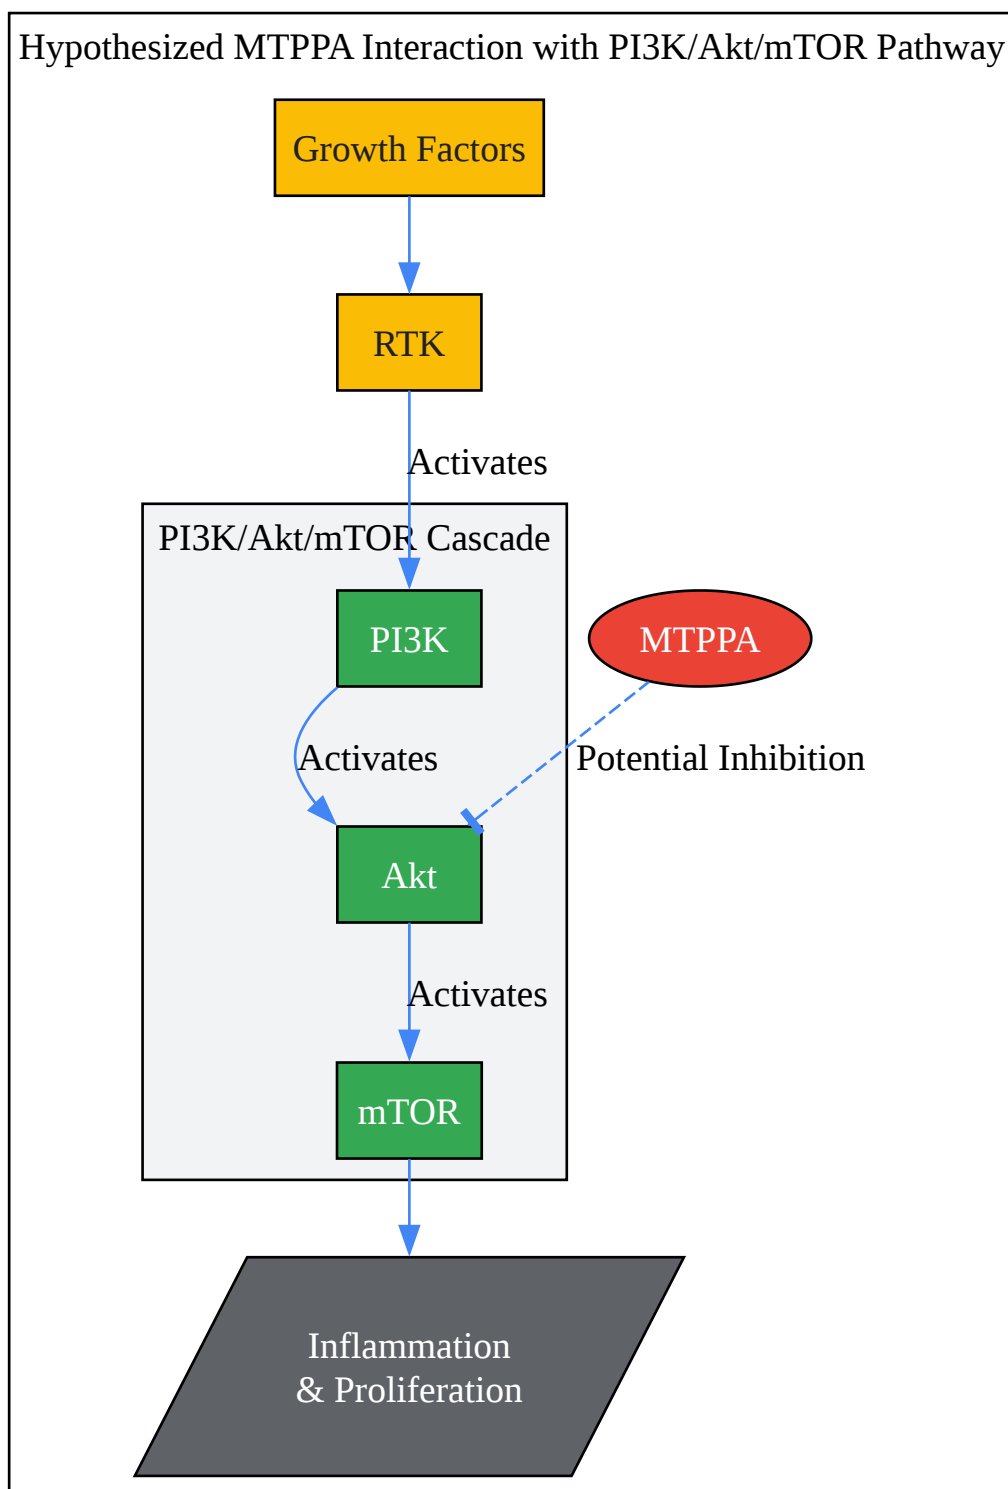 Hypothesized MTPPA Interaction with PI3K/Akt/mTOR Pathway
Growth Factors
RTK
Activates
PI3K/Akt/mTOR Cascade
PI3K
MTPPA
Activates
Potential Inhibition
Akt
Activates
mTOR
Inflammation
& Proliferation